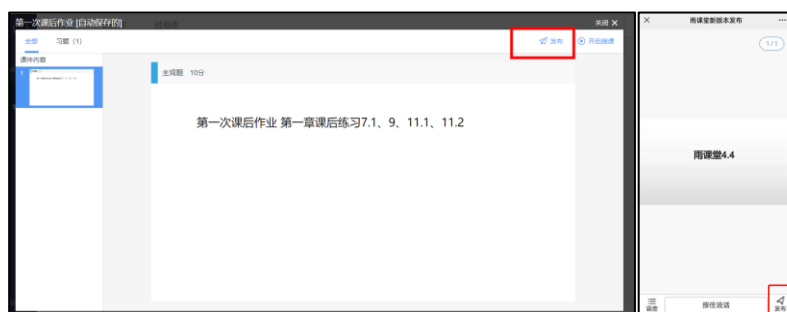 第一次课后作业 [自动保存的]
关闭 ×
全部 习题 (1)
发布
开启授课
课件内容
1
主观题 10分
第一次课后作业 第一章课后练习7.1、9、11.1、11.2
× 雨课堂新版本发布 ···
1/1
雨课堂4.4
语音
按住说话
发布